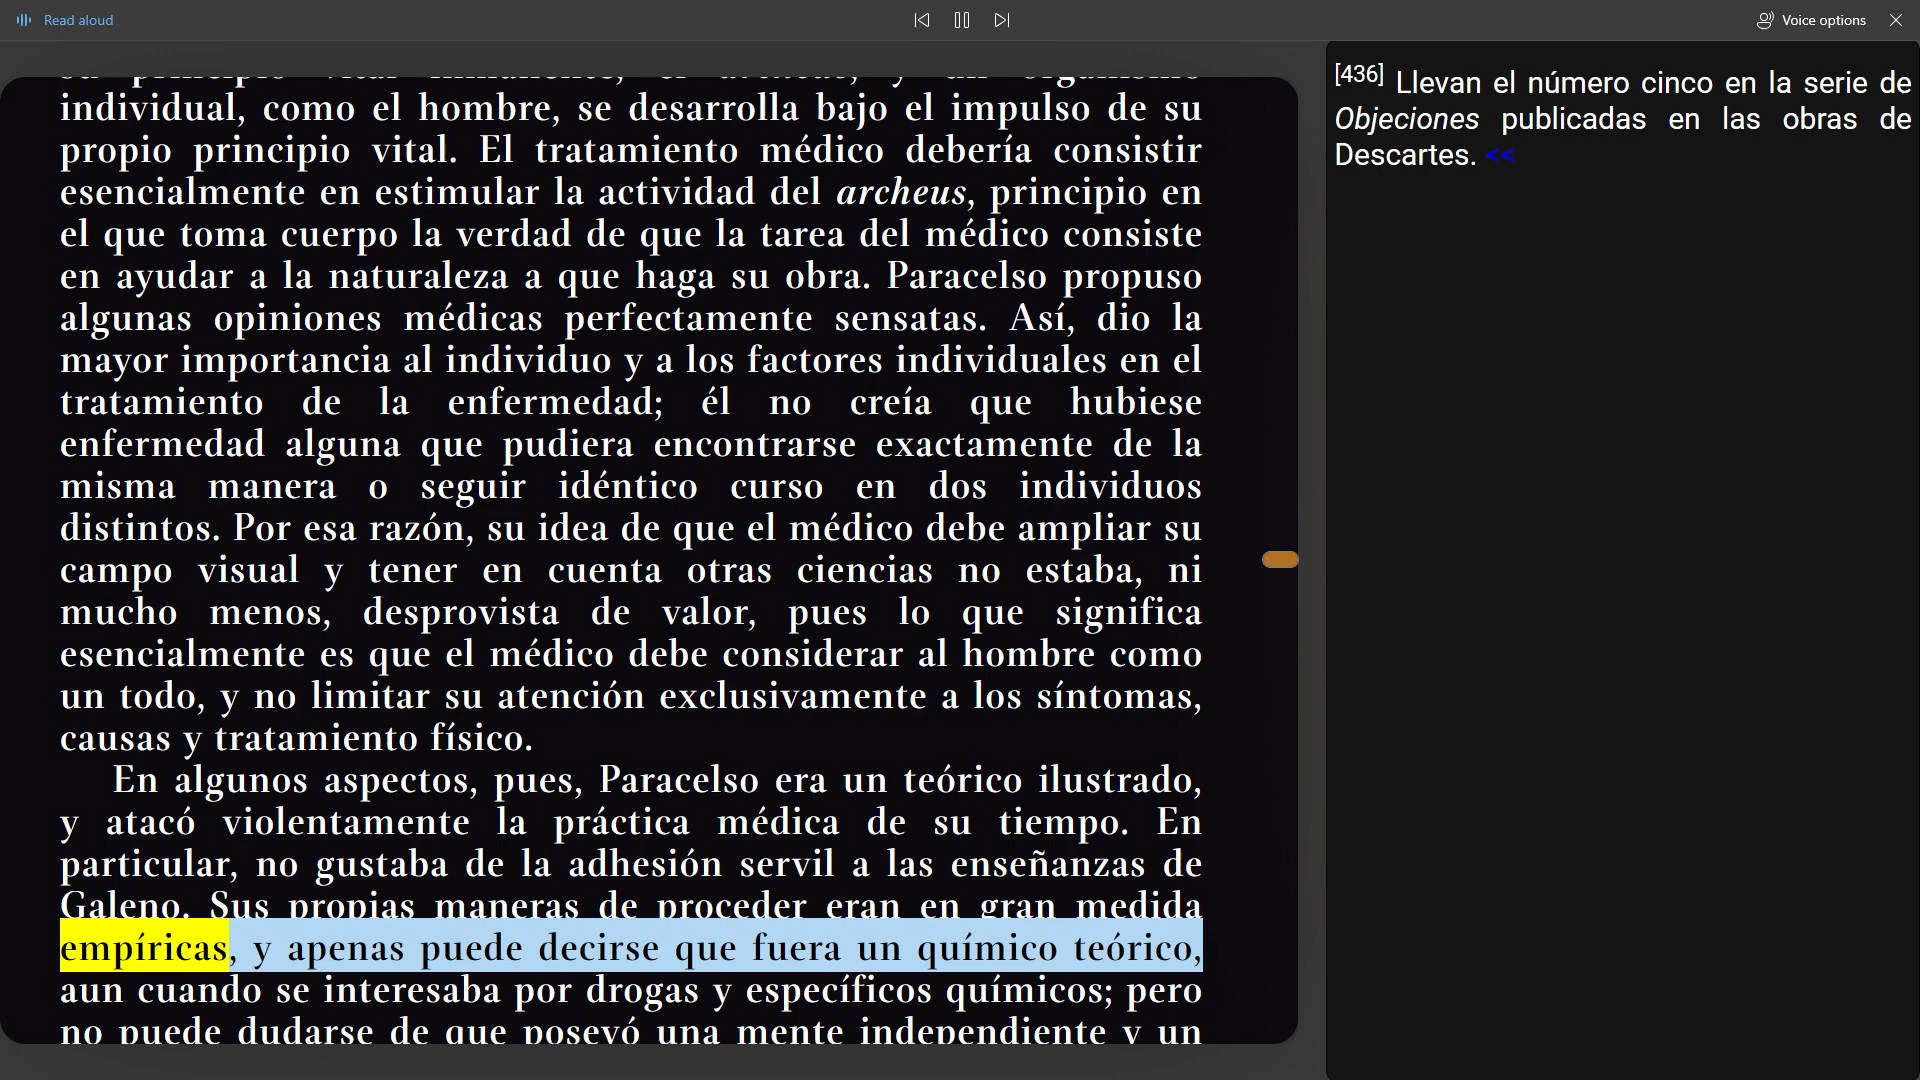 Read aloud
Voice options
individual, como el hombre, se desarrolla bajo el impulso de su
propio principio vital. El tratamiento médico debería consistir
esencialmente en estimular la actividad del archeus, principio en
el que toma cuerpo la verdad de que la tarea del médico consiste
en ayudar a la naturaleza a que haga su obra. Paracelso propuso
algunas opiniones médicas perfectamente sensatas. Así, dio la
mayor importancia al individuo y a los factores individuales en el
tratamiento de la enfermedad; él no creía que hubiese
enfermedad alguna que pudiera encontrarse exactamente de la
misma manera o seguir idéntico curso en dos individuos
distintos. Por esa razón, su idea de que el médico debe ampliar su
campo visual y tener en cuenta otras ciencias no estaba, ni
mucho menos, desprovista de valor, pues lo que significa
esencialmente es que el médico debe considerar al hombre como
un todo, y no limitar su atención exclusivamente a los síntomas,
causas y tratamiento físico.
En algunos aspectos, pues, Paracelso era un teórico ilustrado,
y atacó violentamente la práctica médica de su tiempo. En
particular, no gustaba de la adhesión servil a las enseñanzas de
Galeno. Sus propias maneras de proceder eran en gran medida
empíricas, y apenas puede decirse que fuera un químico teórico,
aun cuando se interesaba por drogas y específicos químicos; pero
no puede dudarse de que poseyó una mente independiente y un
[436] Llevan el número cinco en la serie de
Objeciones publicadas en las obras de
Descartes. <<